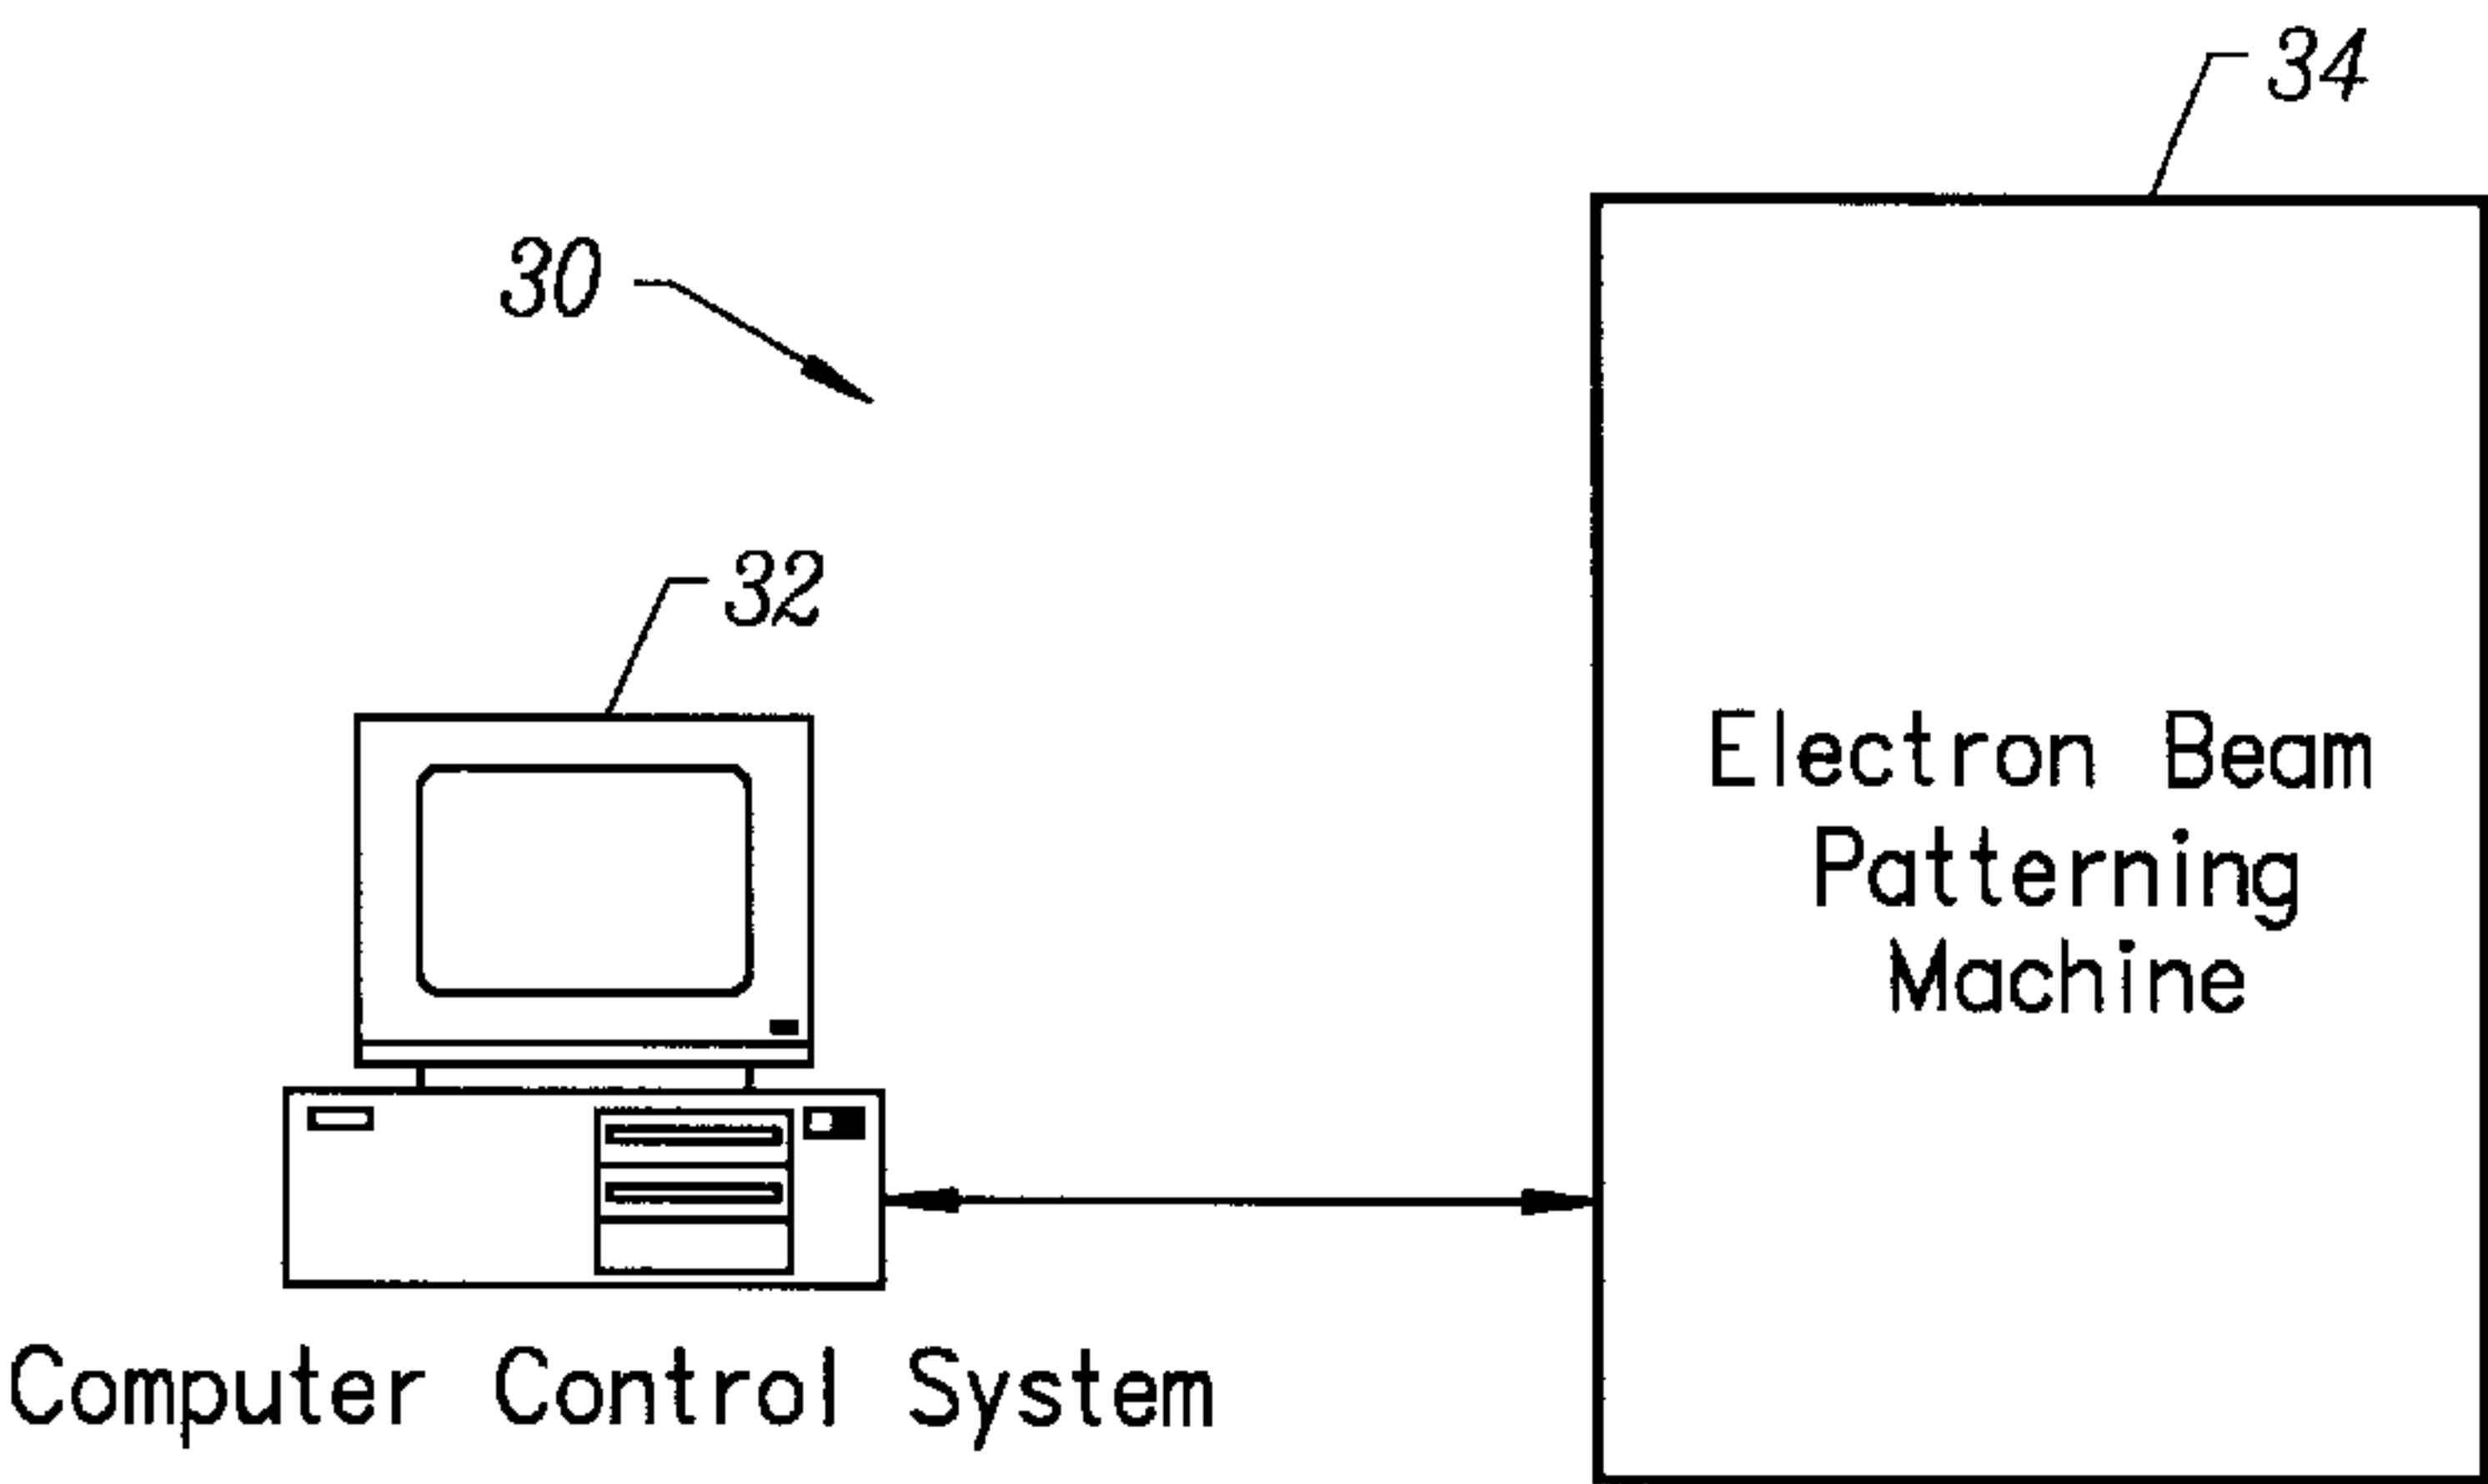 34
30
32
Electron Beam
Patterning
Machine
Computer Control System